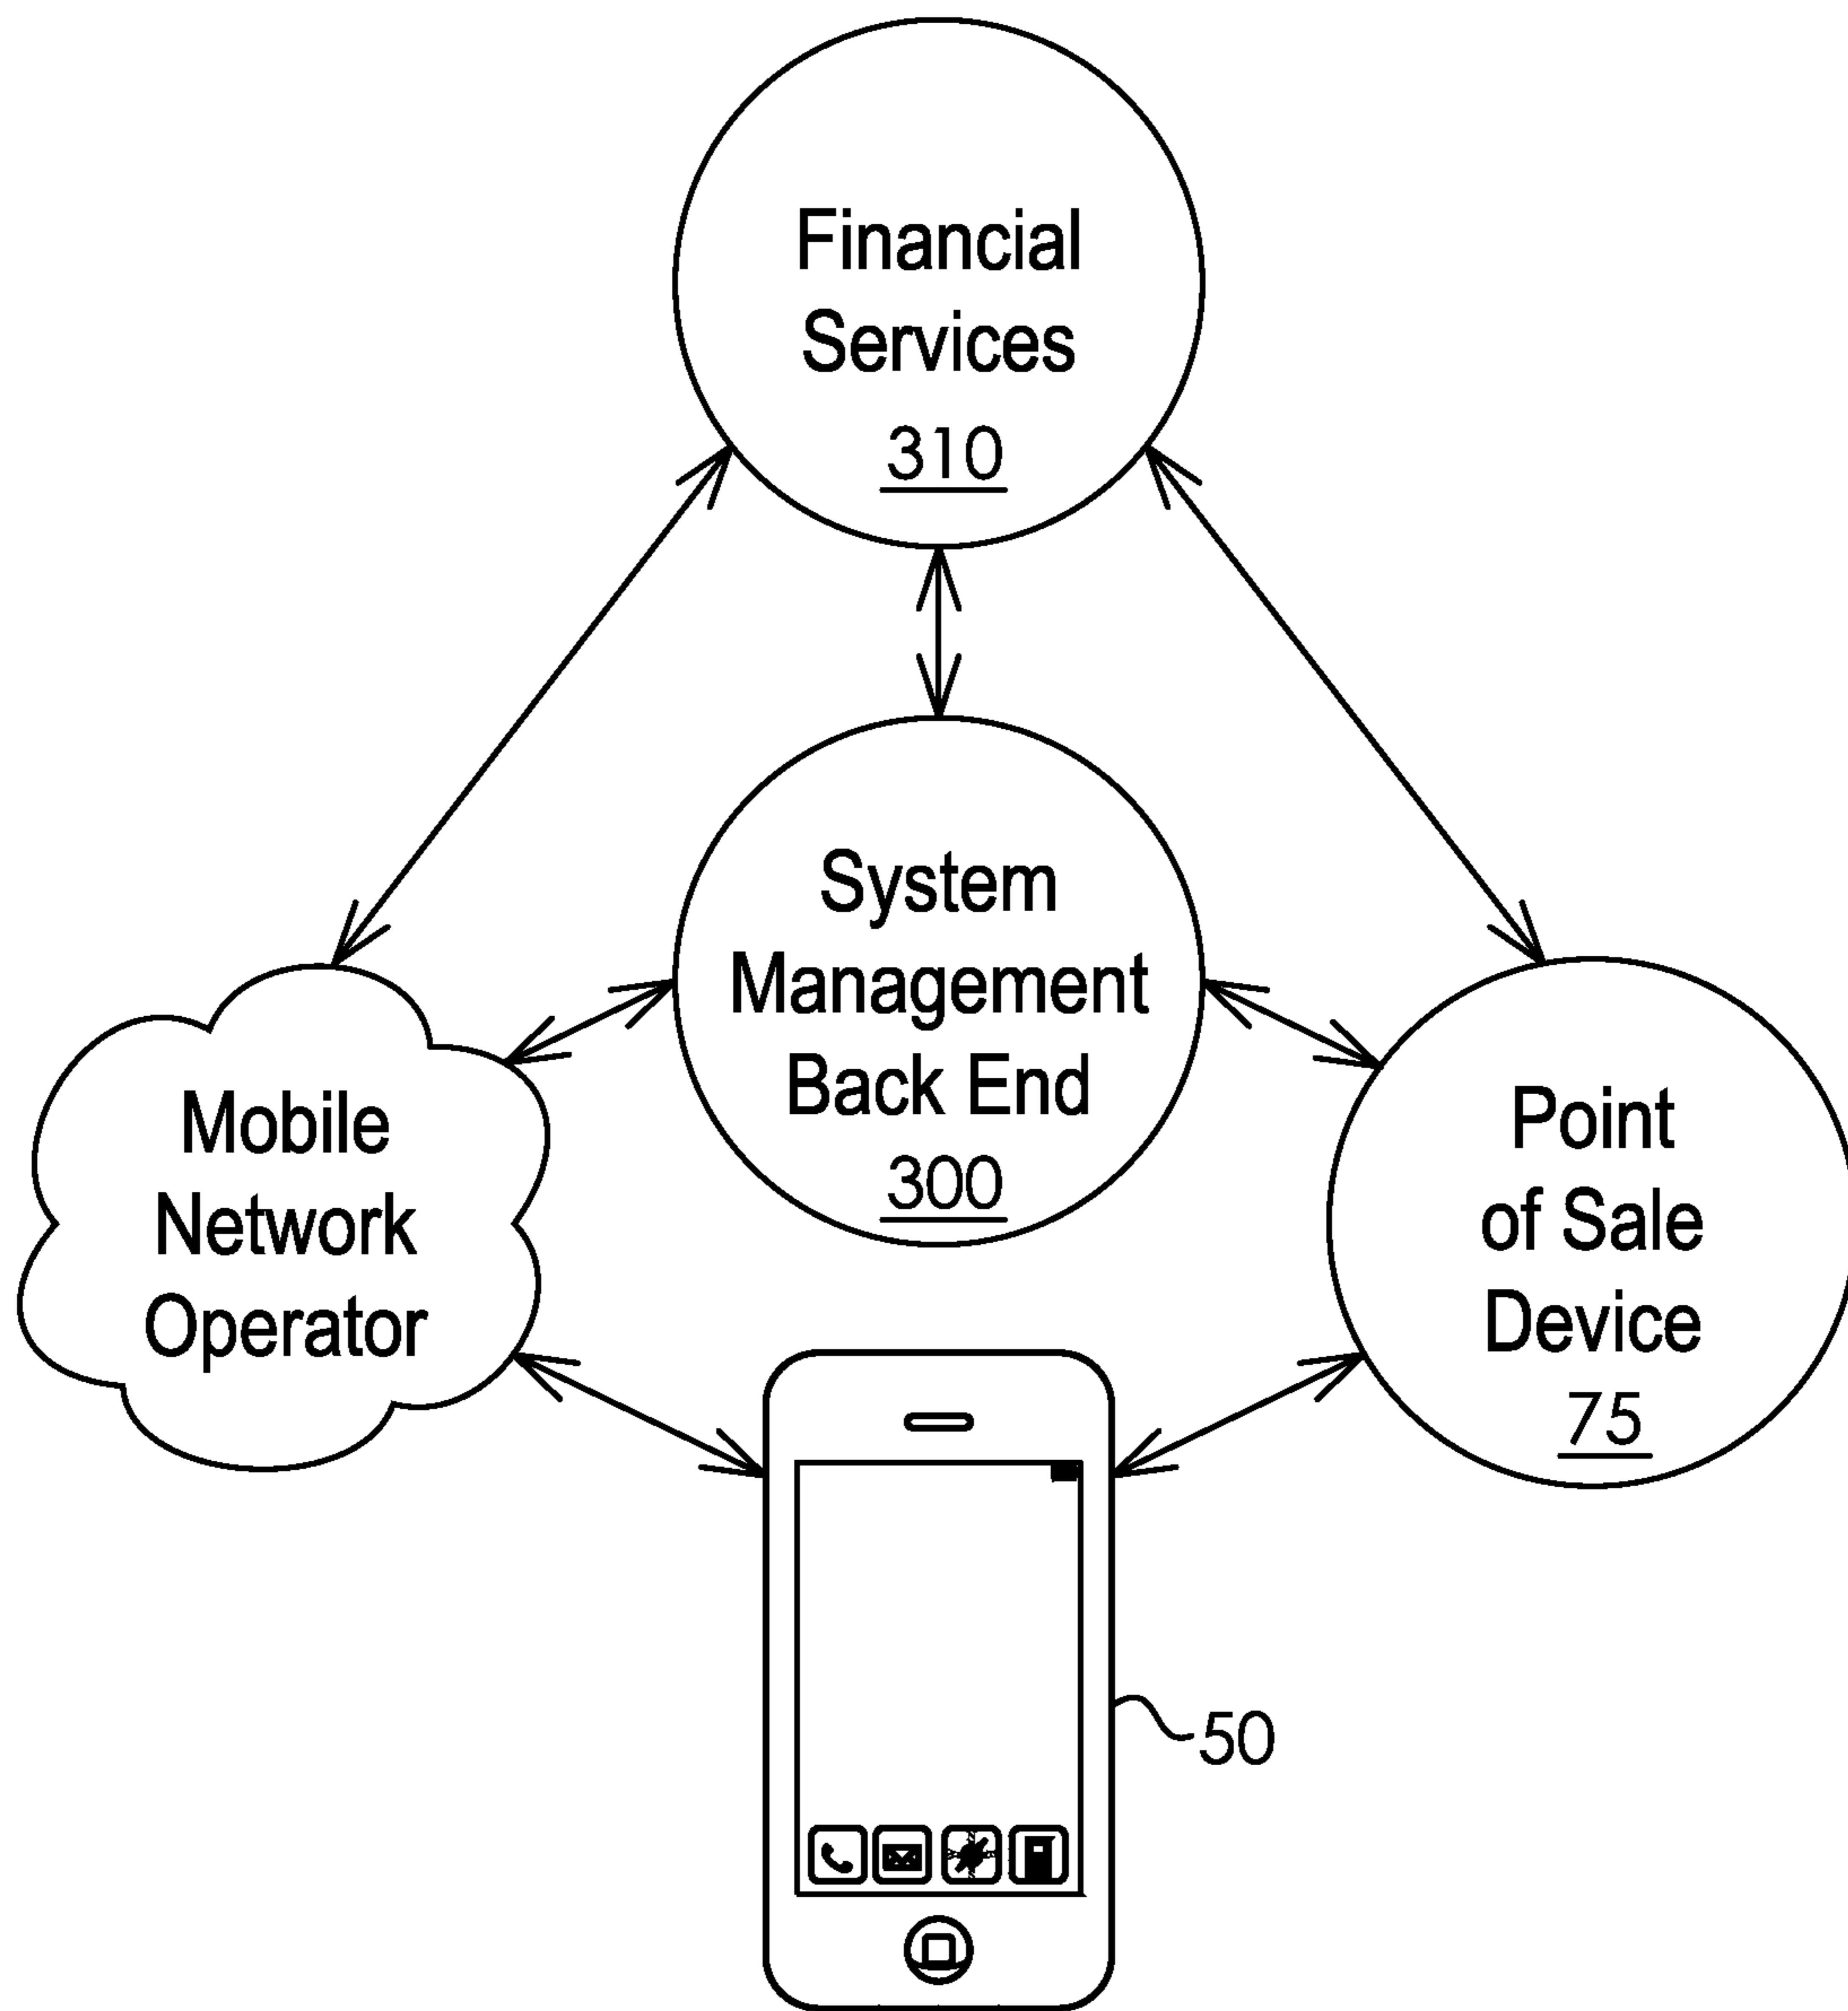 Financial
Services
310
System
Management
Back End
300
Mobile
Network
Operator
Point
of Sale
Device
75
50